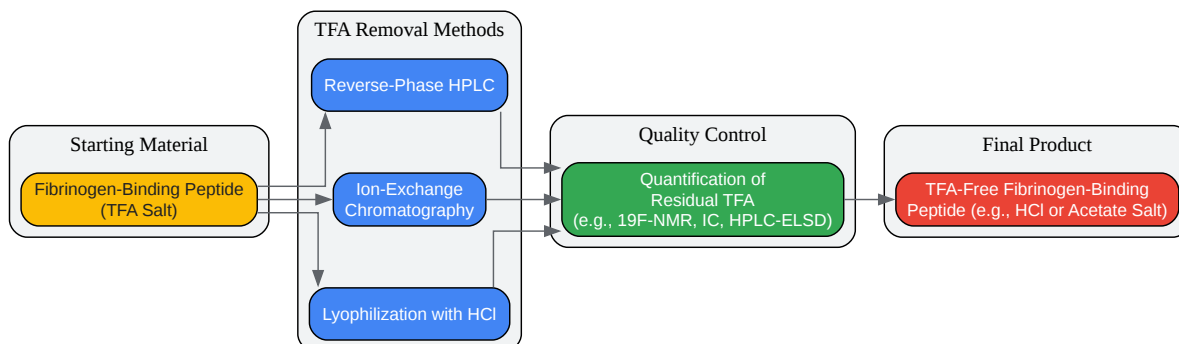 TFA Removal Methods
Reverse-Phase HPLC
Starting Material
Fibrinogen-Binding Peptide
(TFA Salt)
Ion-Exchange
Chromatography
Lyophilization with HCl
Quality Control
Quantification of
Residual TFA
(e.g., 19F-NMR, IC, HPLC-ELSD)
Final Product
TFA-Free Fibrinogen-Binding
Peptide (e.g., HCl or Acetate Salt)